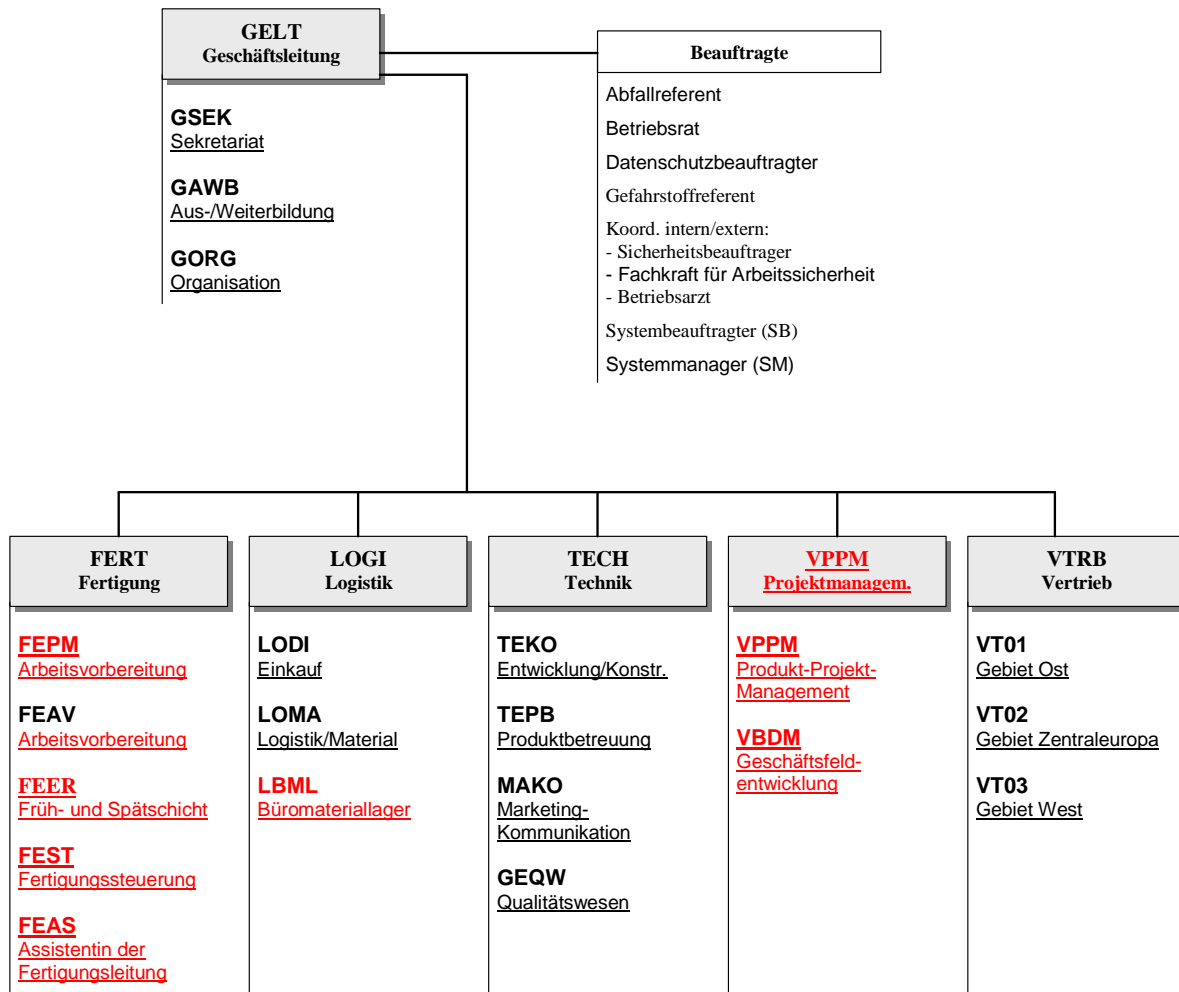 GELT
Geschäftsleitung
GSEK
Sekretariat
GAWB
Aus-/Weiterbildung
GORG
Organisation
Beauftragte
Abfallreferent
Betriebsrat
Datenschutzbeauftragter
Gefahrstoffreferent
Koord. intern/extern:
- Sicherheitsbeauftrager
- Fachkraft für Arbeitssicherheit
- Betriebsarzt
Systembeauftragter (SB)
Systemmanager (SM)
FERT
Fertigung
FEPM
Arbeitsvorbereitung
FEAV
Arbeitsvorbereitung
FEER
Früh- und Spätschicht
FEST
Fertigungssteuerung
FEAS
Assistentin der
Fertigungsleitung
LOGI
Logistik
LODI
Einkauf
LOMA
Logistik/Material
LBML
Büromateriallager
TECH
Technik
TEKO
Entwicklung/Konstr.
TEPB
Produktbetreuung
MAKO
Marketing-
Kommunikation
GEQW
Qualitätswesen
VPPM
Projektmanagem.
VPPM
Produkt-Projekt-
Management
VBDM
Geschäftsfeld-
entwicklung
VTRB
Vertrieb
VT01
Gebiet Ost
VT02
Gebiet Zentraleuropa
VT03
Gebiet West